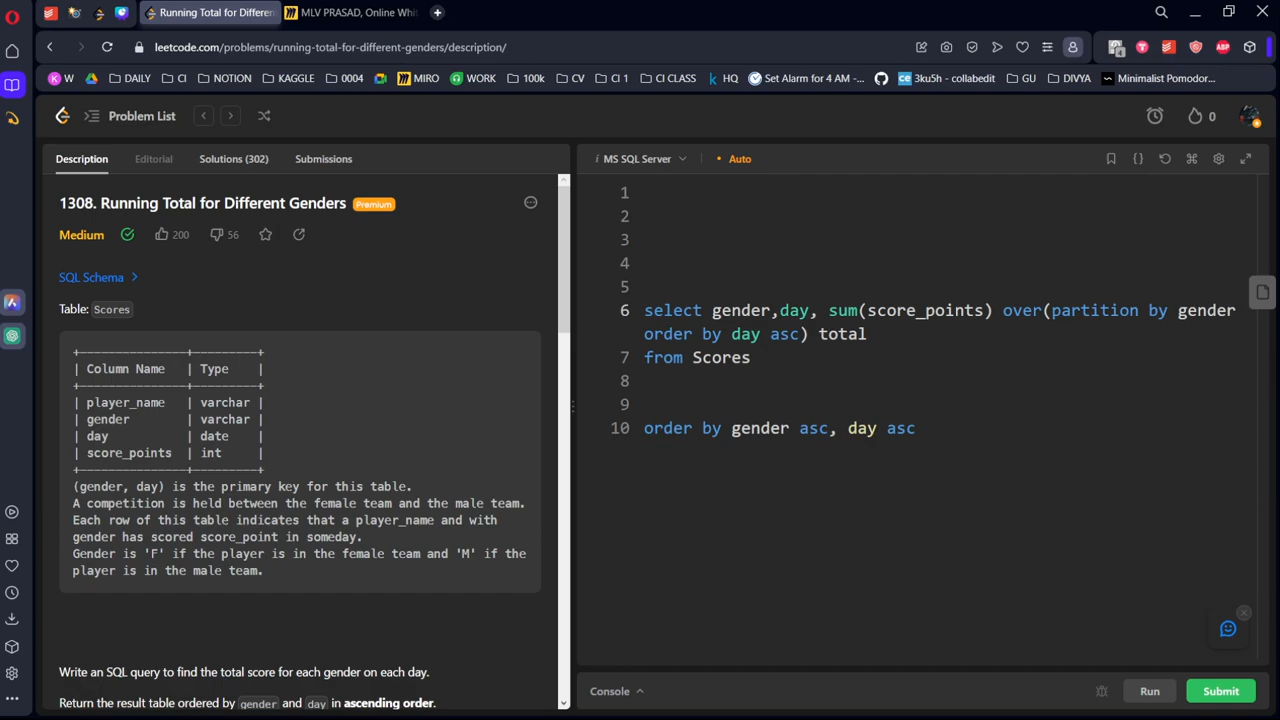 Running Total for Differen
MLV PRASAD, Online Whit
leetcode.com/problems/running-total-for-different-genders/description/
W
DAILY
CI
NOTION
KAGGLE
0004
MIRO
WORK
100k
CV
CI 1
CI CLASS
HQ
Set Alarm for 4 AM -...
3ku5h - collabedit
GU
DIVYA
Minimalist Pomodor...
Problem List
0
Description
Editorial
Solutions (302)
Submissions
1308. Running Total for Different Genders
Premium
Medium
200
56
SQL Schema
Table: Scores
+---------------+---------+
| Column Name   | Type    |
+---------------+---------+
| player_name   | varchar |
| gender        | varchar |
| day           | date    |
| score_points  | int     |
+---------------+---------+
(gender, day) is the primary key for this table.
A competition is held between the female team and the male team.
Each row of this table indicates that a player_name and with
gender has scored score_point in someday.
Gender is 'F' if the player is in the female team and 'M' if the
player is in the male team.
Write an SQL query to find the total score for each gender on each day.
Return the result table ordered by gender and day in ascending order.
MS SQL Server
Auto
1
2
3
4
5
6 select gender,day, sum(score_points) over(partition by gender
order by day asc) total
7 from Scores
8
9
10 order by gender asc, day asc
Console
Run
Submit